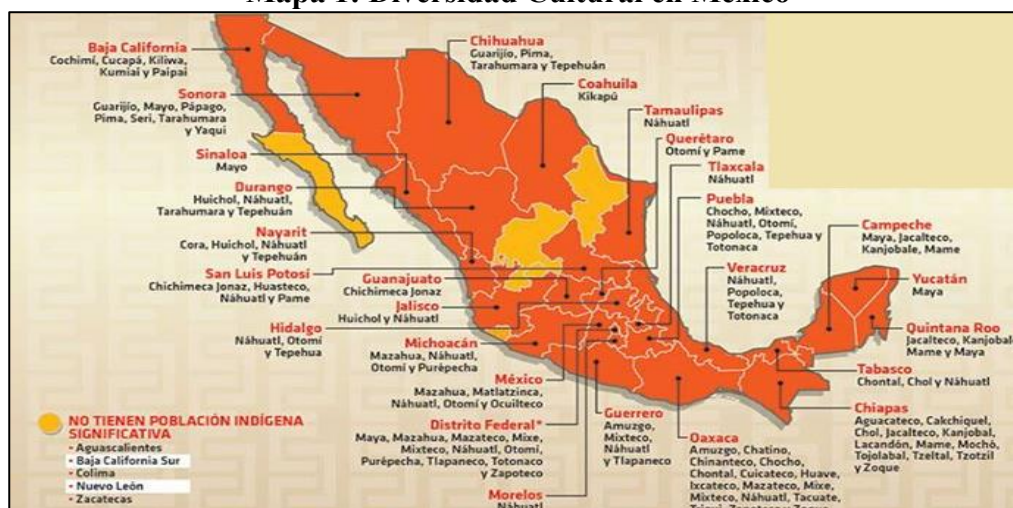 Mapa 1. Diversidad Cultural en México
Baja California
Cochimí, Cucapá, Kiliwa,
Kumiai y Paipai
Sonora
Guarijío, Mayo, Pápago,
Pima, Seri, Tarahumara
y Yaqui
Sinaloa
Mayo
Durango
Huichol, Náhuatl,
Tarahumara y Tepehuán
Nayarit
Cora, Huichol, Náhuatl
y Tepehuán
San Luis Potosí
Chichimeca Jonaz, Huasteco,
Náhuatl y Pame
Guanajuato
Chichimeca Jonaz
Jalisco
Huichol y Náhuatl
Hidalgo
Náhuatl, Otomí
y Tepehua
Michoacán
Mazahua, Náhuatl,
Otomí y Purépecha
México
Mazahua, Matlatzinca,
Náhuatl, Otomí y Ocuilteco
Distrito Federal*
Maya, Mazahua, Mazateco, Mixe,
Mixteco, Náhuatl, Otomí,
Purépecha, Tlapaneco, Totonaco
y Zapoteco
Morelos
Náhuatl
Chihuahua
Guarijío, Pima,
Tarahumara y Tepehuán
Coahuila
Kikapú
Tamaulipas
Náhuatl
Querétaro
Otomí y Pame
Tlaxcala
Náhuatl
Puebla
Chocho, Mixteco,
Náhuatl, Otomí,
Popoloca, Tepehua y
Totonaca
Veracruz
Náhuatl,
Popoloca,
Tepehua y
Totonaca
Campeche
Maya, Jacalteco,
Kanjobale, Mame
Yucatán
Maya
Quintana Roo
Jacalteco, Kanjobale,
Mame y Maya
Tabasco
Chontal, Chol y Náhuatl
Chiapas
Aguacateco, Cakchiquel,
Chol, Jacalteco, Kanjobal,
Lacandón, Mame, Mochò,
Tojolabal, Tzeltal, Tzotzil
y Zoque
Guerrero
Amuzgo,
Mixteco,
Náhuatl
y Tlapaneco
Oaxaca
Amuzgo, Chatino,
Chinanteco, Chocho,
Chontal, Cuicateco, Huave,
Ixcateco, Mazateco, Mixe,
Mixteco, Náhuatl, Tacuate,
Triqui, Zapoteco y Zoque
NO TIENEN POBLACIÓN INDÍGENA
SIGNIFICATIVA
- Aguascalientes
- Baja California Sur
- Colima
- Nuevo León
- Zacatecas